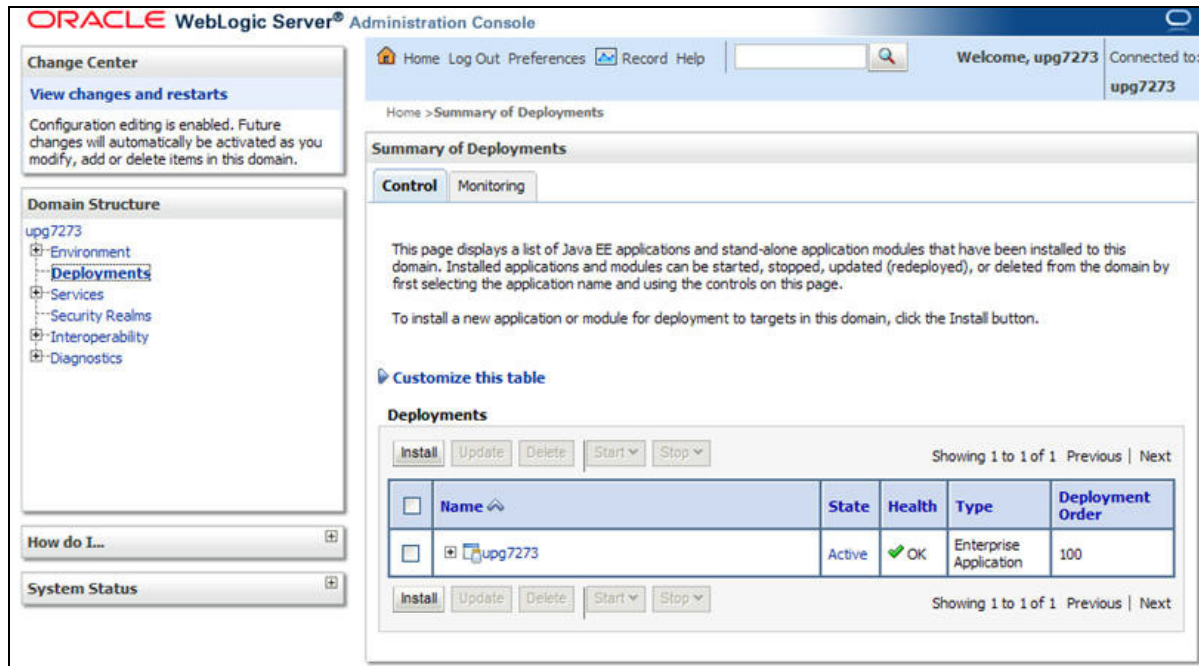 ORACLE WebLogic Server® Administration Console
Change Center
View changes and restarts
Configuration editing is enabled. Future
changes will automatically be activated as you
modify, add or delete items in this domain.
Domain Structure
upg7273
Environment
Deployments
Services
Security Realms
Interoperability
Diagnostics
How do I...
System Status
Home Log Out Preferences Record Help
Welcome, upg7273
Connected to:
upg7273
Home >Summary of Deployments
Summary of Deployments
Control Monitoring
This page displays a list of Java EE applications and stand-alone application modules that have been installed to this
domain. Installed applications and modules can be started, stopped, updated (redeployed), or deleted from the domain by
first selecting the application name and using the controls on this page.
To install a new application or module for deployment to targets in this domain, click the Install button.
Customize this table
Deployments
Install Update Delete Start Stop Showing 1 to 1 of 1 Previous | Next
Name State Health Type Deployment
Order
upg7273 Active OK Enterprise
Application 100
Install Update Delete Start Stop Showing 1 to 1 of 1 Previous | Next